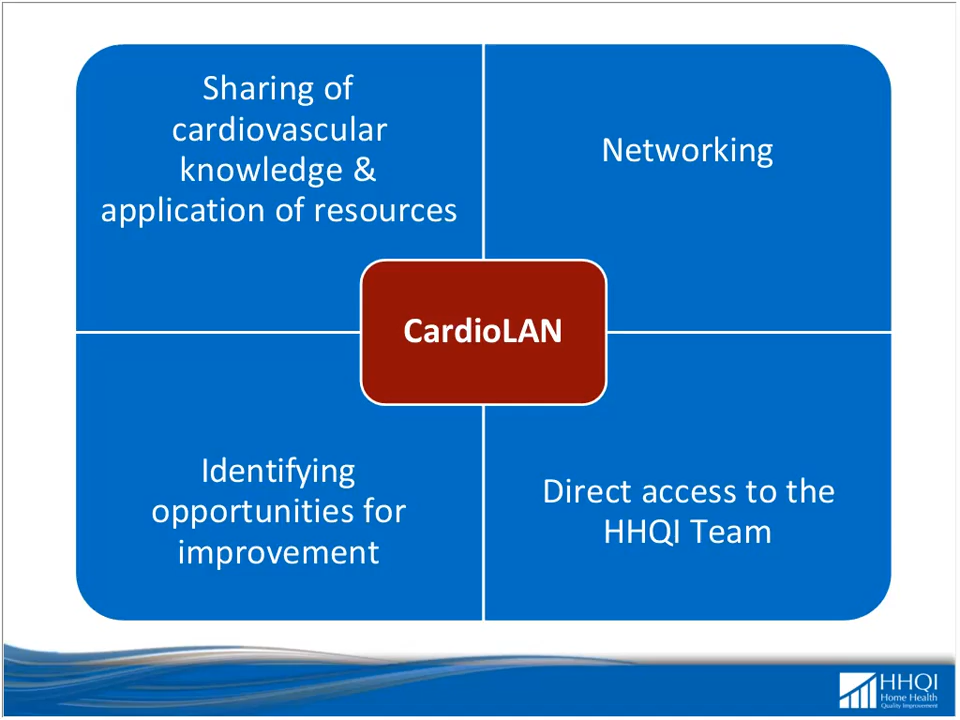 Sharing of
cardiovascular
knowledge &
application of resources
Networking
CardioLAN
Identifying
opportunities for
improvement
Direct access to the
HHQI Team
HHQI
Home Health
Quality Improvement